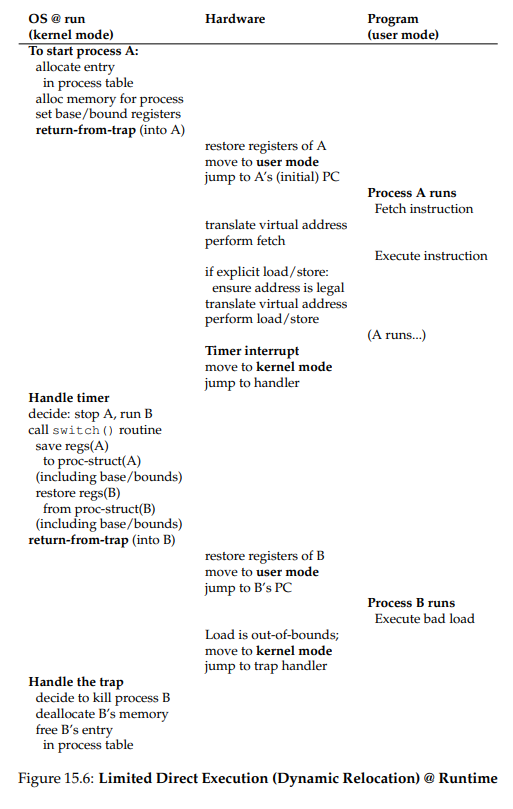 OS @ run Hardware Program
(kernel mode) (user mode)
To start process A:
allocate entry
in process table
alloc memory for process
set base/bound registers
return-from-trap (into A)
restore registers of A
move to user mode
jump to A's (initial) PC
Process A runs
Fetch instruction
translate virtual address
perform fetch
Execute instruction
if explicit load/store:
ensure address is legal
translate virtual address
perform load/store
(A runs...)
Timer interrupt
move to kernel mode
jump to handler
Handle timer
decide: stop A, run B
call switch() routine
save regs(A)
to proc-struct(A)
(including base/bounds)
restore regs(B)
from proc-struct(B)
(including base/bounds)
return-from-trap (into B)
restore registers of B
move to user mode
jump to B's PC
Process B runs
Execute bad load
Load is out-of-bounds;
move to kernel mode
jump to trap handler
Handle the trap
decide to kill process B
deallocate B's memory
free B's entry
in process table
Figure 15.6: Limited Direct Execution (Dynamic Relocation) @ Runtime